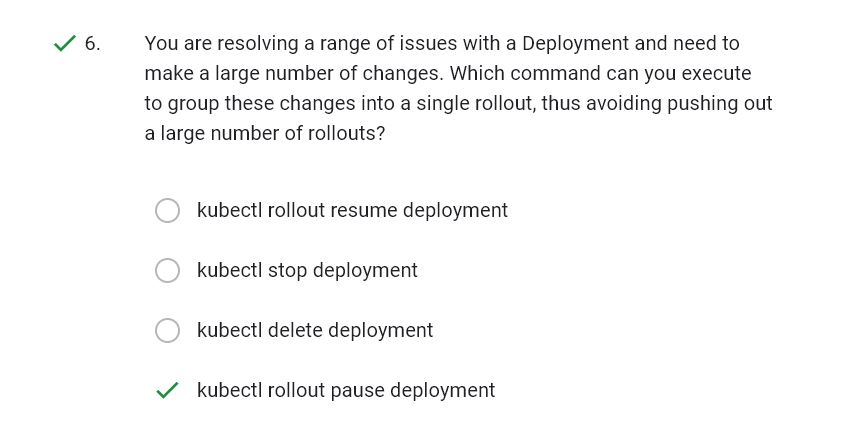 6.
You are resolving a range of issues with a Deployment and need to
make a large number of changes. Which command can you execute
to group these changes into a single rollout, thus avoiding pushing out
a large number of rollouts?
kubectl rollout resume deployment
kubectl stop deployment
kubectl delete deployment
kubectl rollout pause deployment